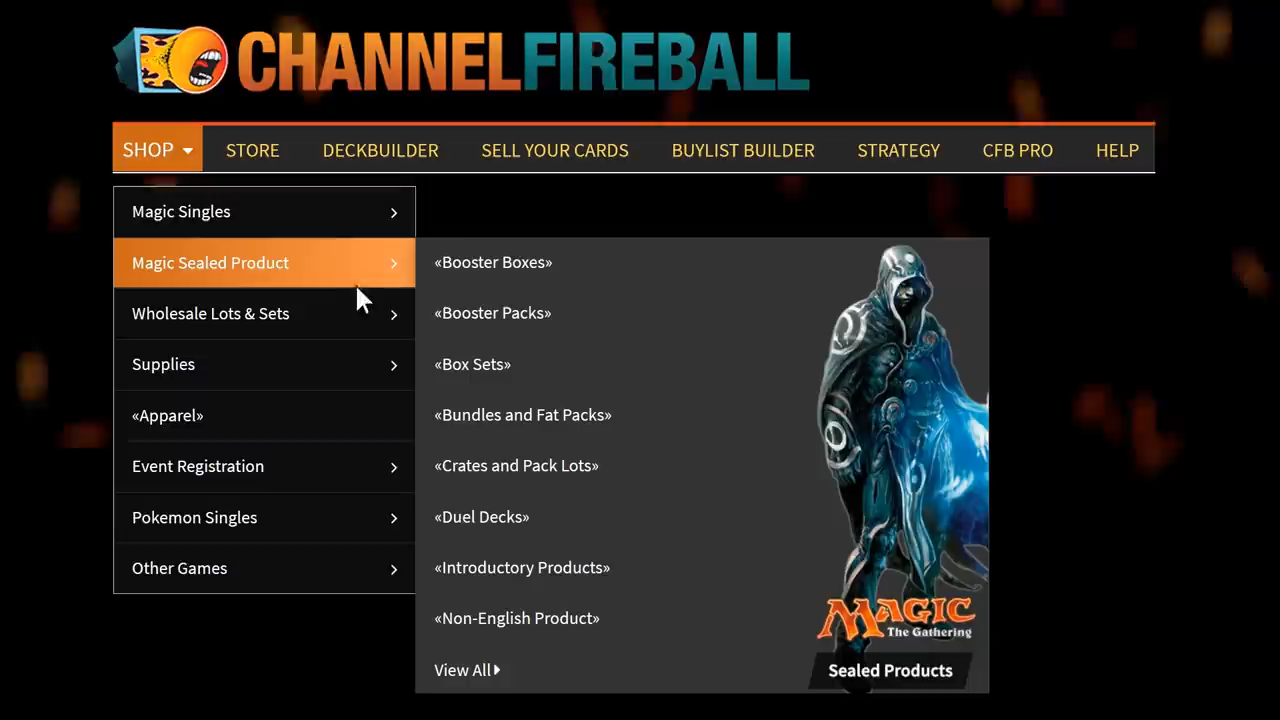 CHANNELFIREBALL
SHOP STORE DECKBUILDER SELL YOUR CARDS BUYLIST BUILDER STRATEGY CFB PRO HELP
Magic Singles
Magic Sealed Product
Wholesale Lots & Sets
Supplies
«Apparel»
Event Registration
Pokemon Singles
Other Games
«Booster Boxes»
«Booster Packs»
«Box Sets»
«Bundles and Fat Packs»
«Crates and Pack Lots»
«Duel Decks»
«Introductory Products»
«Non-English Product»
View All
MAGIC
The Gathering
Sealed Products